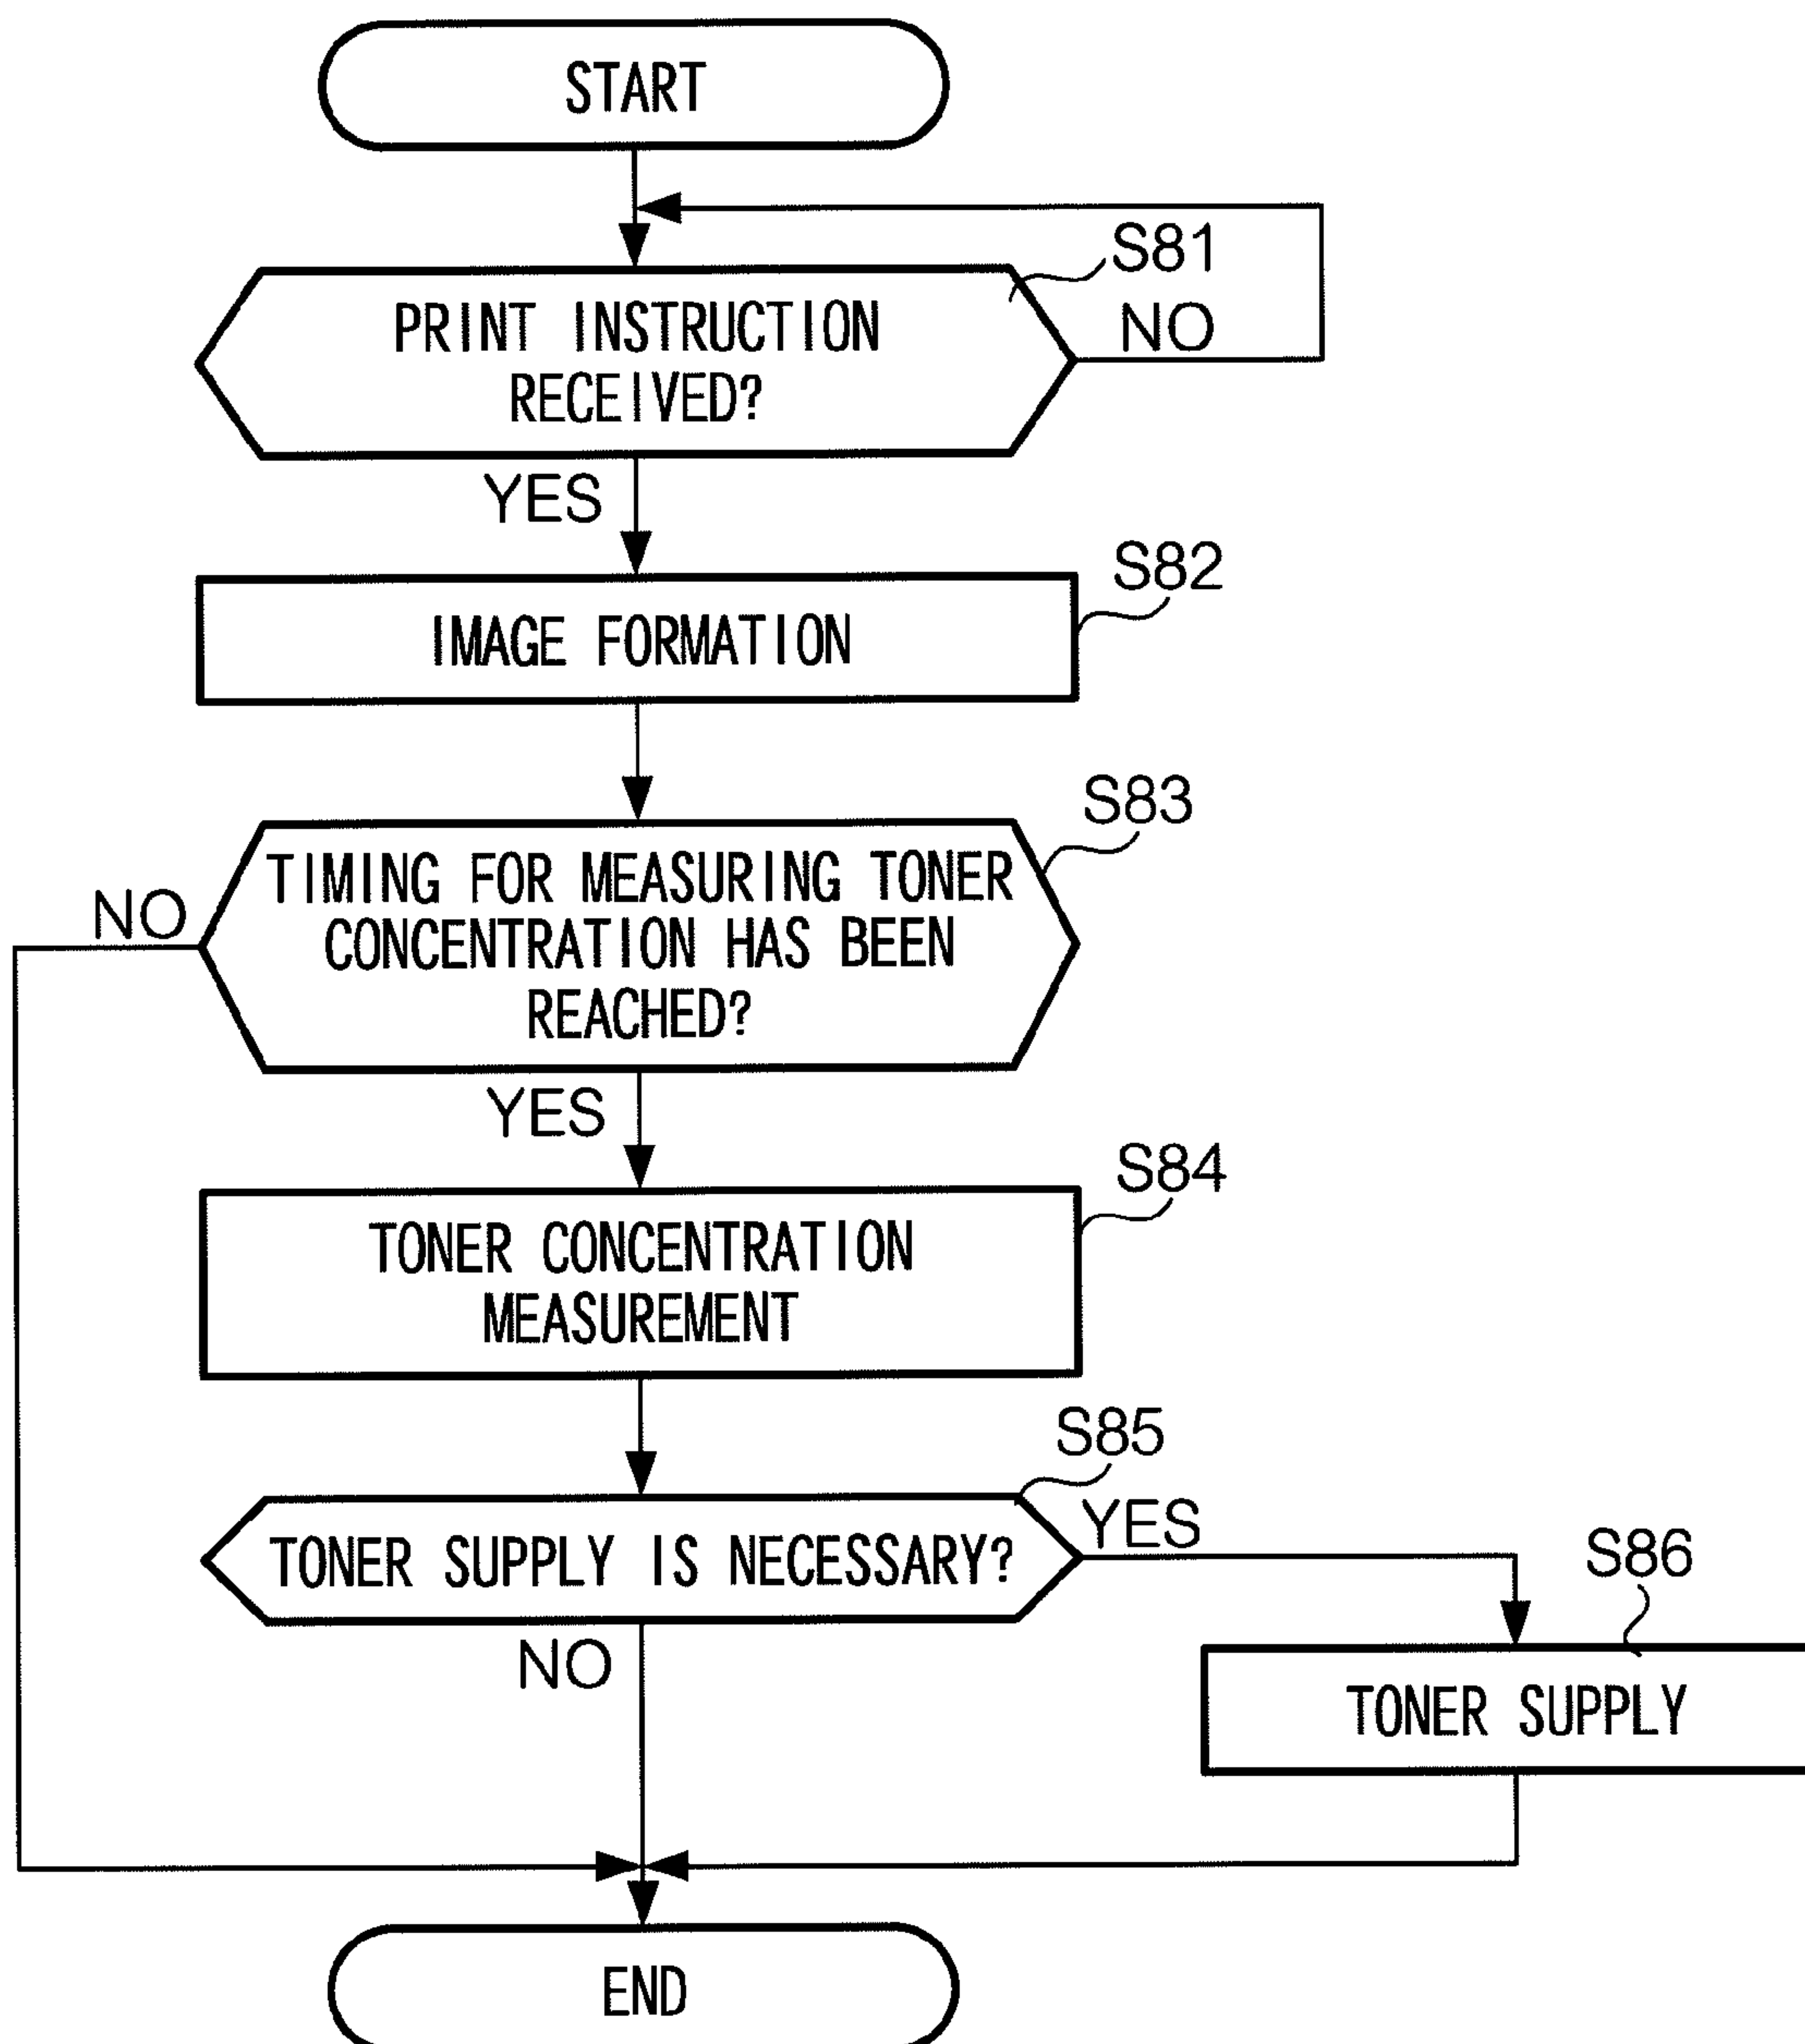 START
S81
PRINT INSTRUCTION
RECEIVED?
NO
YES
S82
IMAGE FORMATION
S83
TIMING FOR MEASURING TONER
CONCENTRATION HAS BEEN
REACHED?
NO
YES
S84
TONER CONCENTRATION
MEASUREMENT
S85
TONER SUPPLY IS NECESSARY?
YES
NO
S86
TONER SUPPLY
END